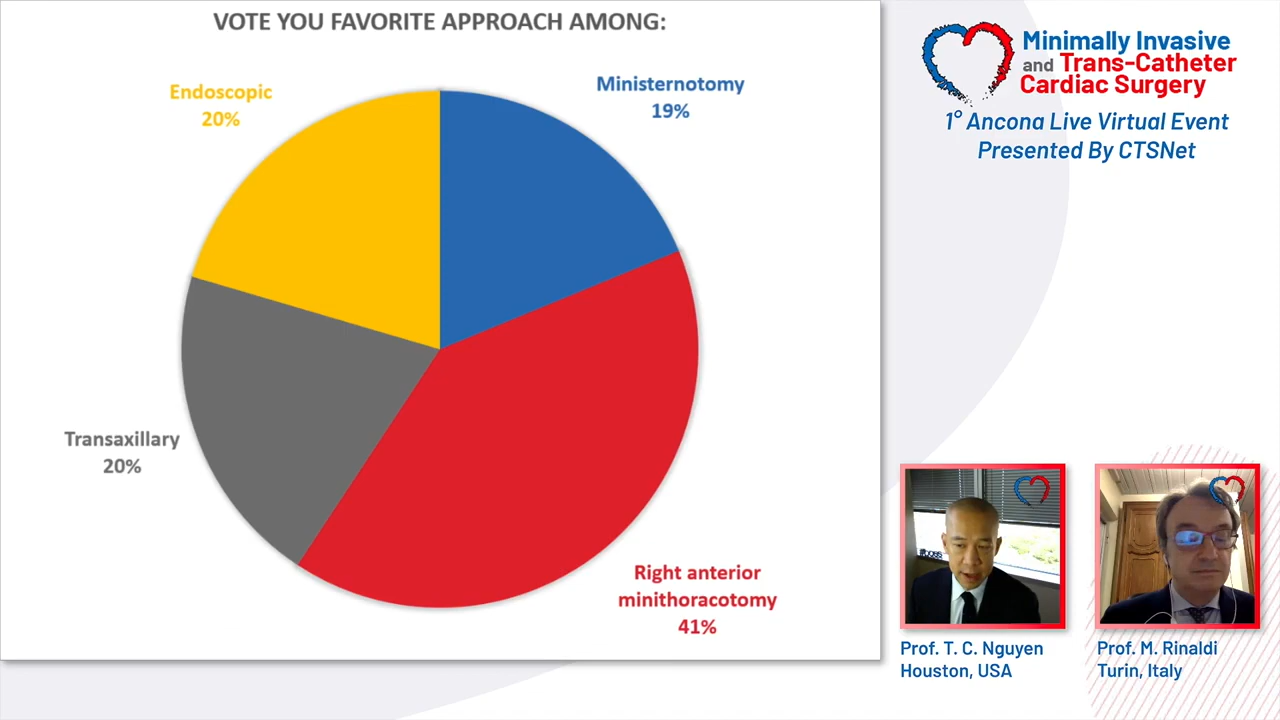 VOTE YOU FAVORITE APPROACH AMONG:
Endoscopic
20%
Ministernotomy
19%
Transaxillary
20%
Right anterior
minithoracotomy
41%
Minimally Invasive
and Trans-Catheter
Cardiac Surgery
1° Ancona Live Virtual Event
Presented By CTSNet
Prof. T. C. Nguyen
Houston, USA
Prof. M. Rinaldi
Turin, Italy